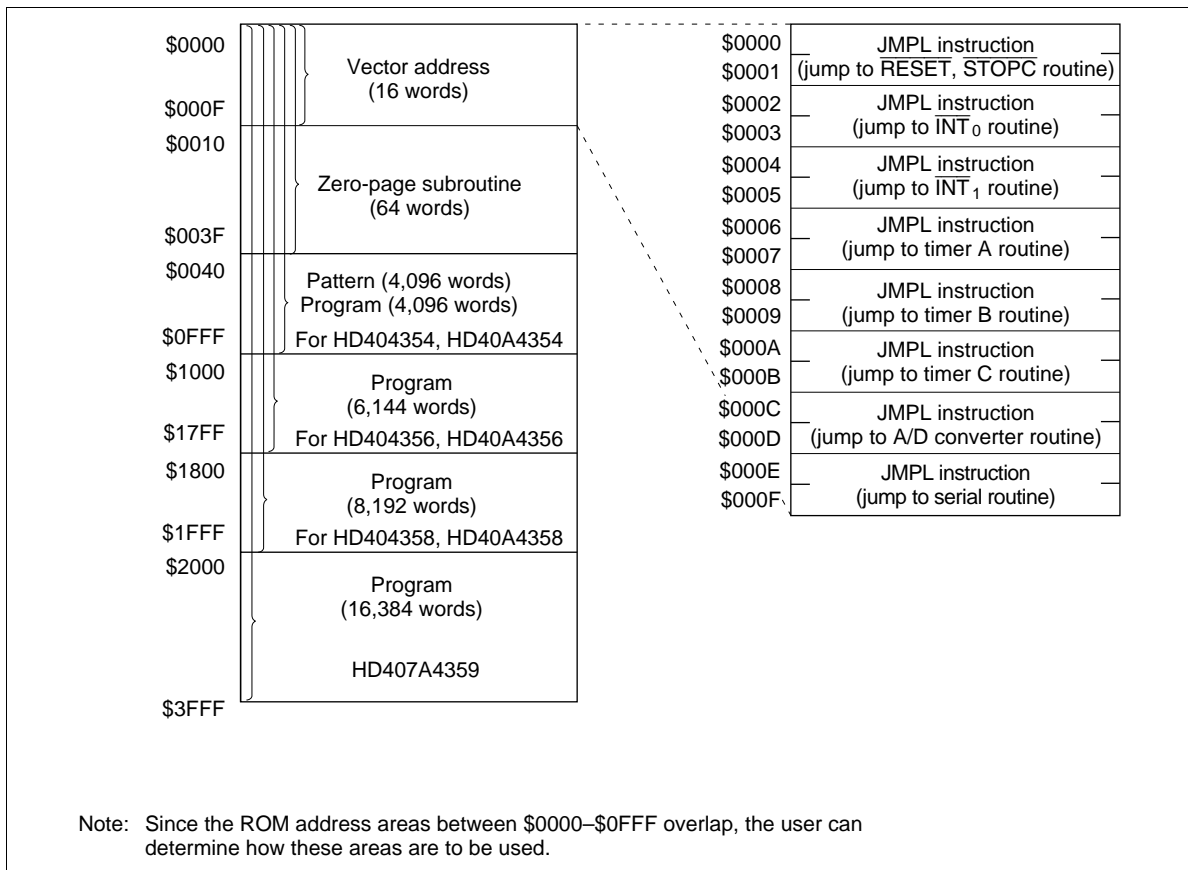 $0000
Vector address
(16 words)
$000F
$0010
Zero-page subroutine
(64 words)
$003F
$0040
Pattern (4,096 words)
Program (4,096 words)
$0FFF
For HD404354, HD40A4354
$1000
Program
(6,144 words)
$17FF
For HD404356, HD40A4356
$1800
Program
(8,192 words)
$1FFF
For HD404358, HD40A4358
$2000
Program
(16,384 words)
HD407A4359
$3FFF
$0000
JMPL instruction
$0001
(jump to RESET, STOPC routine)
$0002
JMPL instruction
$0003
(jump to INT0 routine)
$0004
JMPL instruction
$0005
(jump to INT1 routine)
$0006
JMPL instruction
$0007
(jump to timer A routine)
$0008
JMPL instruction
$0009
(jump to timer B routine)
$000A
JMPL instruction
$000B
(jump to timer C routine)
$000C
JMPL instruction
$000D
(jump to A/D converter routine)
$000E
JMPL instruction
$000F
(jump to serial routine)
Note: Since the ROM address areas between $0000–$0FFF overlap, the user can
determine how these areas are to be used.